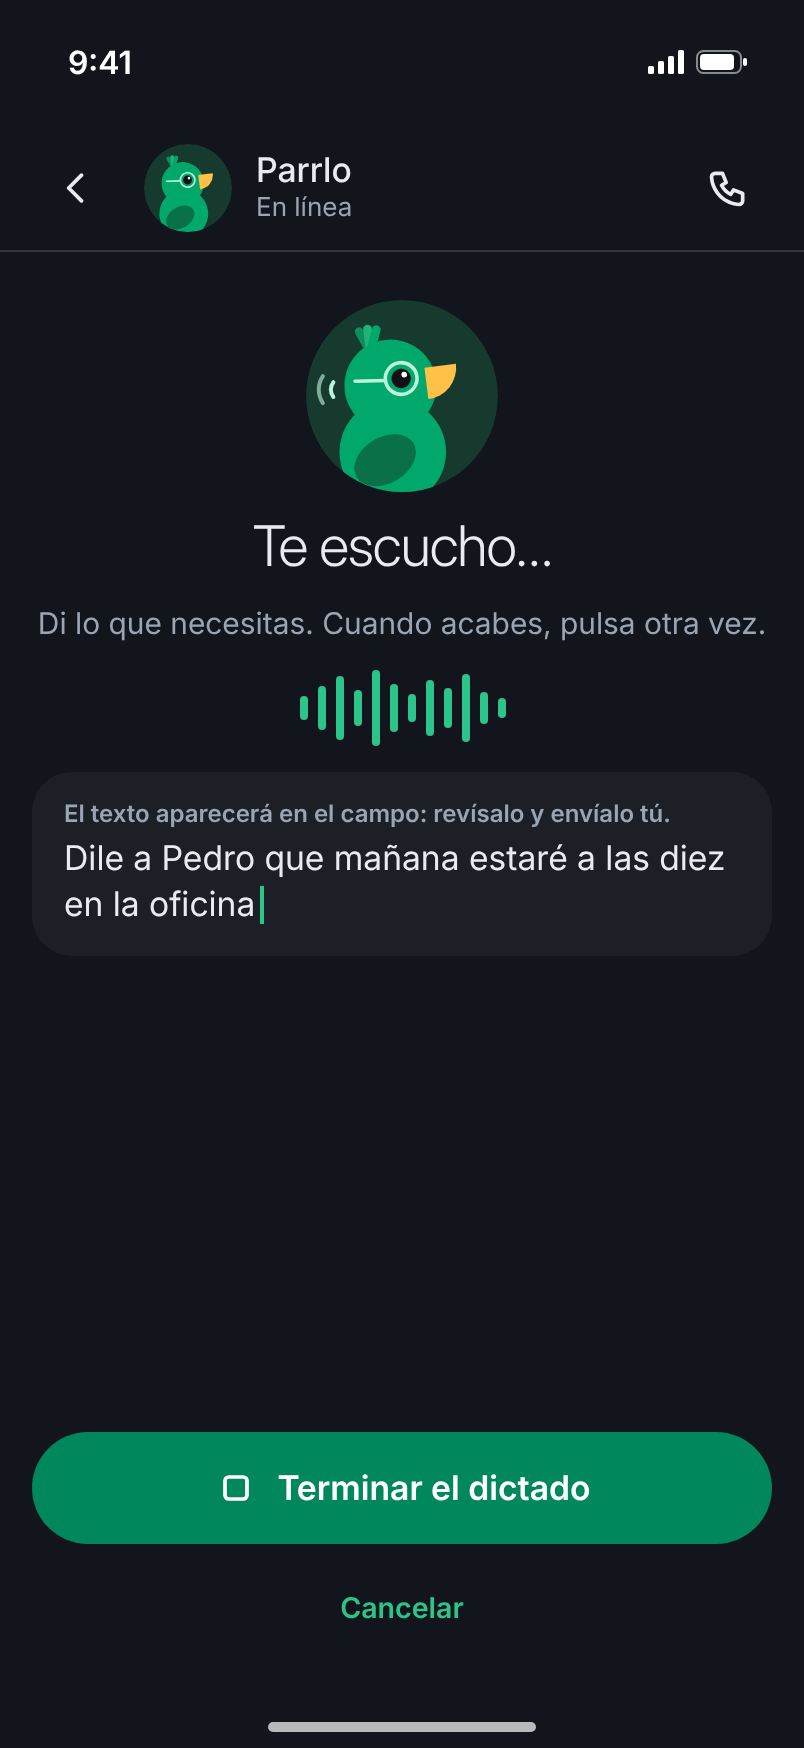 9:41
Parrlo
En línea
Te escucho...
Di lo que necesitas. Cuando acabes, pulsa otra vez.
El texto aparecerá en el campo: revísalo y envíalo tú.
Dile a Pedro que mañana estaré a las diez
en la oficina
Terminar el dictado
Cancelar